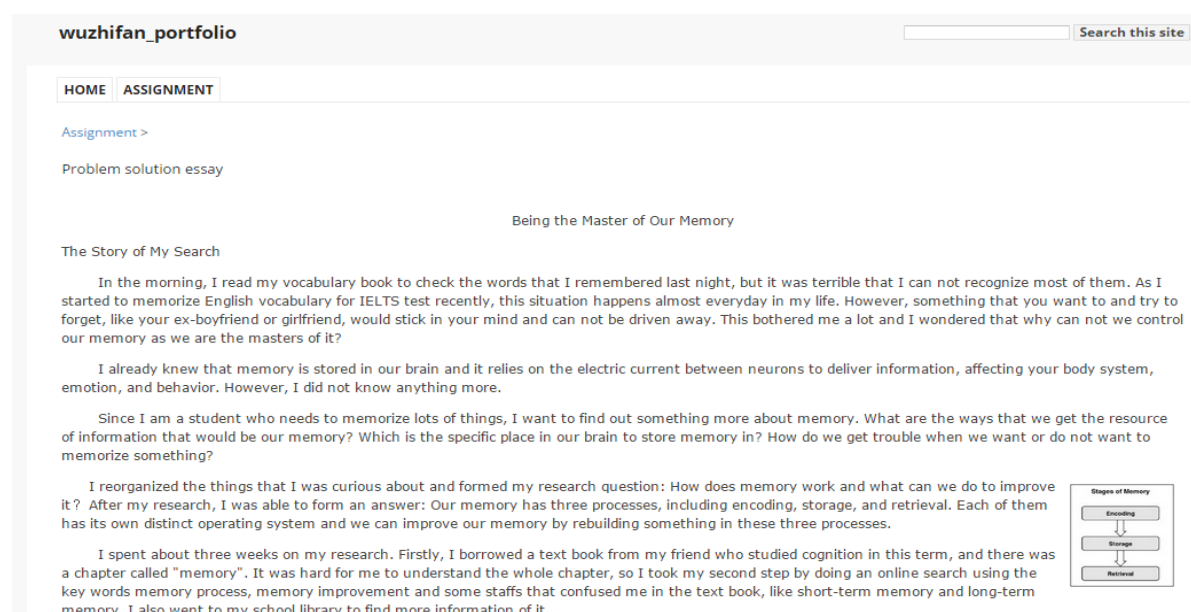 wuzhifan_portfolio
Search this site
HOME ASSIGNMENT
Assignment >
Problem solution essay
Being the Master of Our Memory
The Story of My Search
In the morning, I read my vocabulary book to check the words that I remembered last night, but it was terrible that I can not recognize most of them. As I
started to memorize English vocabulary for IELTS test recently, this situation happens almost everyday in my life. However, something that you want to and try to
forget, like your ex-boyfriend or girlfriend, would stick in your mind and can not be driven away. This bothered me a lot and I wondered that why can not we control
our memory as we are the masters of it?
I already knew that memory is stored in our brain and it relies on the electric current between neurons to deliver information, affecting your body system,
emotion, and behavior. However, I did not know anything more.
Since I am a student who needs to memorize lots of things, I want to find out something more about memory. What are the ways that we get the resource
of information that would be our memory? Which is the specific place in our brain to store memory in? How do we get trouble when we want or do not want to
memorize something?
I reorganized the things that I was curious about and formed my research question: How does memory work and what can we do to improve
it? After my research, I was able to form an answer: Our memory has three processes, including encoding, storage, and retrieval. Each of them
has its own distinct operating system and we can improve our memory by rebuilding something in these three processes.
Stages of Memory
Encoding
Storage
Retrieval
I spent about three weeks on my research. Firstly, I borrowed a text book from my friend who studied cognition in this term, and there was
a chapter called "memory". It was hard for me to understand the whole chapter, so I took my second step by doing an online search using the
key words memory process, memory improvement and some staffs that confused me in the text book, like short-term memory and long-term
memory. I also went to my school library to find more information of it